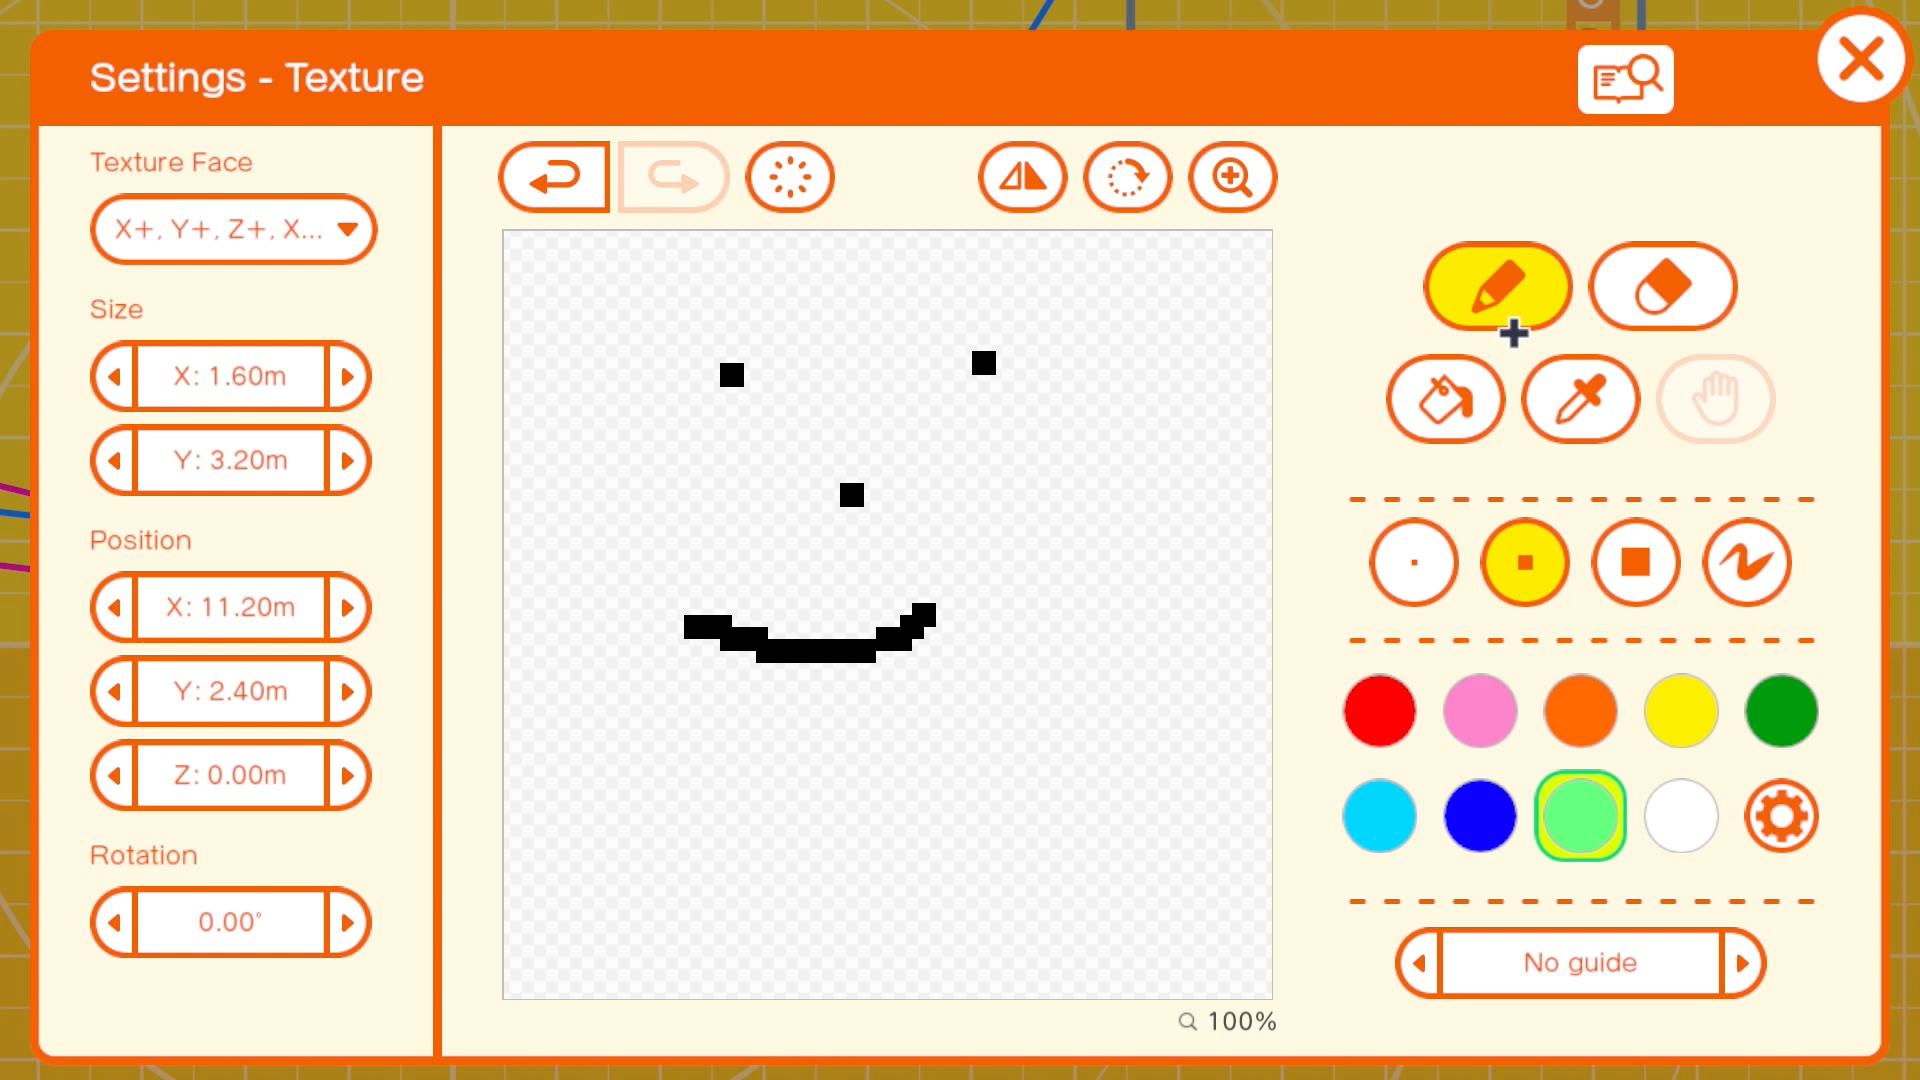 Settings - Texture
Texture Face
X+, Y+, Z+, X...
Size
X: 1.60m
Y: 3.20m
Position
X: 11.20m
Y: 2.40m
Z: 0.00m
Rotation
0.00°
No guide
100%